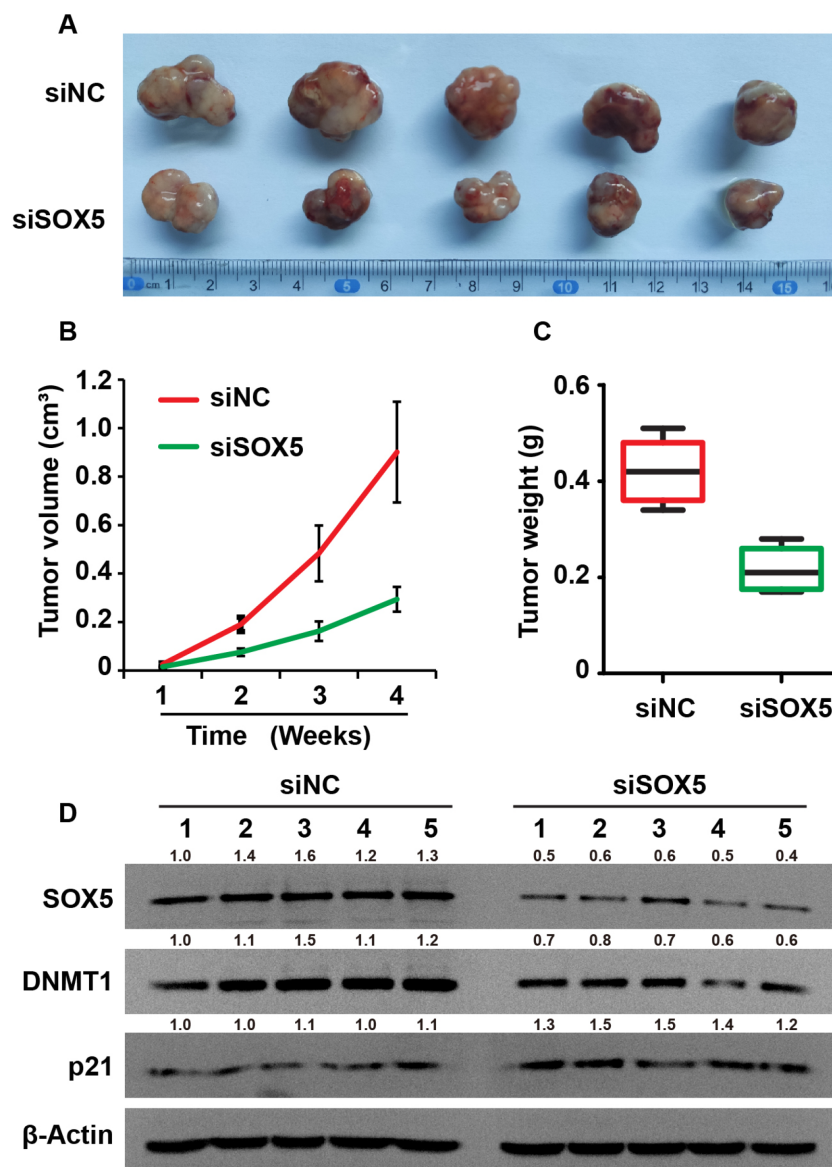 A
siNC
siSOX5
0 cm 1 2 3 4 5 6 7 8 9 10 11 12 13 14 15 16
B
Tumor volume (cm³)
1.2
1.0
0.8
0.6
0.4
0.2
0
siNC
siSOX5
1 2 3 4
Time (Weeks)
C
Tumor weight (g)
0.6
0.4
0.2
0
siNC siSOX5
D
siNC siSOX5
1 2 3 4 5 1 2 3 4 5
1.0 1.4 1.6 1.2 1.3 0.5 0.6 0.6 0.5 0.4
SOX5
1.0 1.1 1.5 1.1 1.2 0.7 0.8 0.7 0.6 0.6
DNMT1
1.0 1.0 1.1 1.0 1.1 1.3 1.5 1.5 1.4 1.2
p21
β-Actin